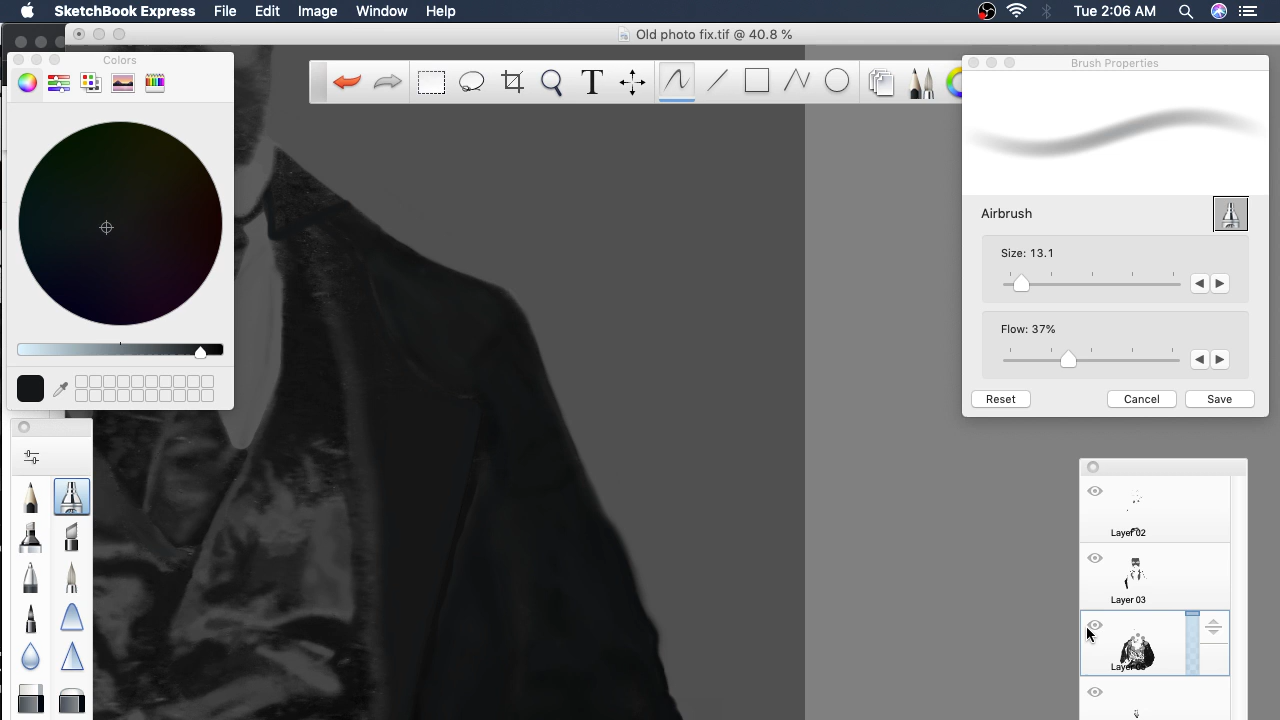 SketchBook Express File Edit Image Window Help Tue 2:06 AM
Old photo fix.tif @ 40.8 %
Colors
T
Brush Properties
Airbrush
Size: 13.1
Flow: 37%
Reset Cancel Save
Layer 02
Layer 03
Layer